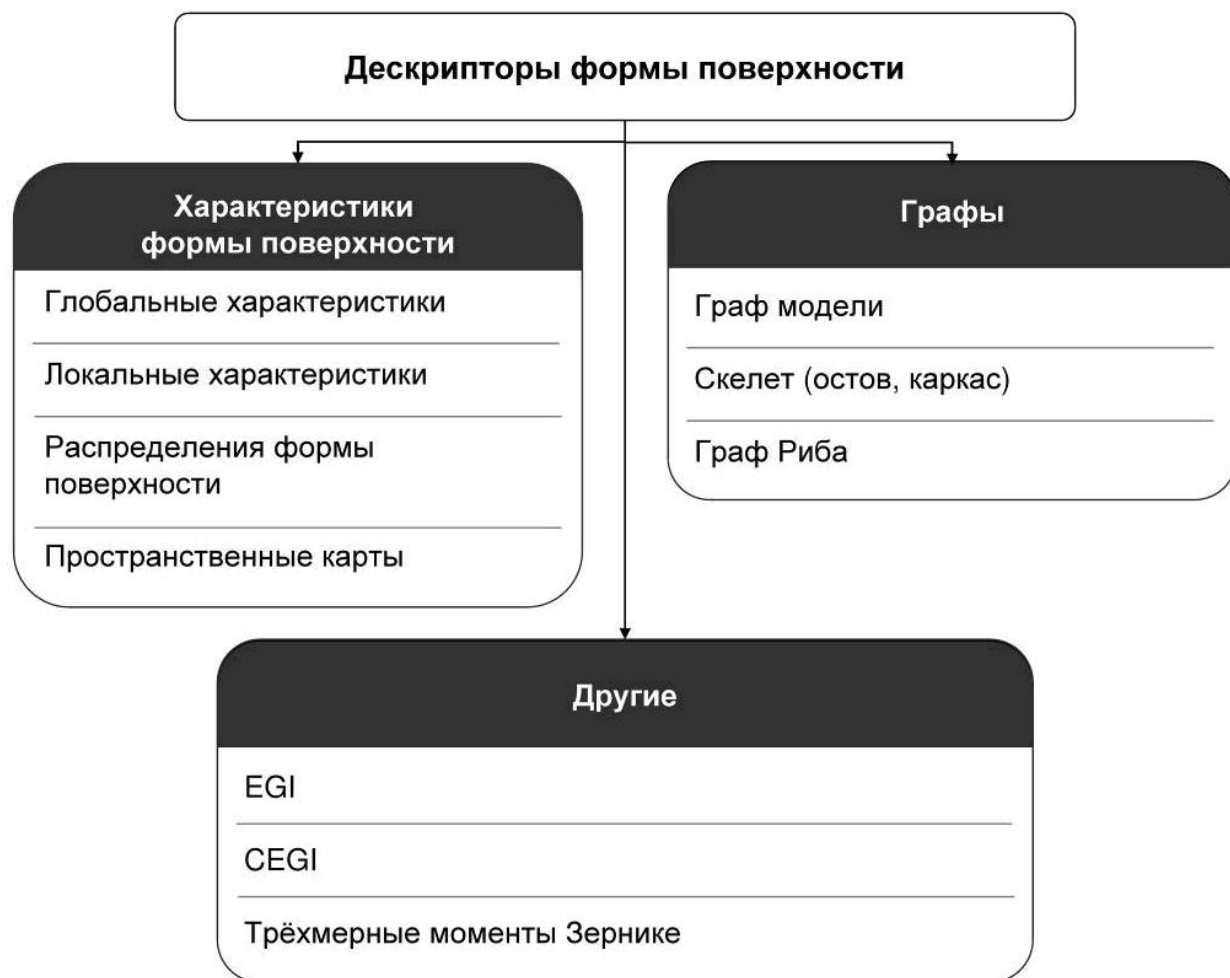 Дескрипторы формы поверхности
Характеристики
формы поверхности
Глобальные характеристики
Локальные характеристики
Распределения формы
поверхности
Пространственные карты
Графы
Граф модели
Скелет (остов, каркас)
Граф Риба
Другие
EGI
CEGI
Трёхмерные моменты Зернике